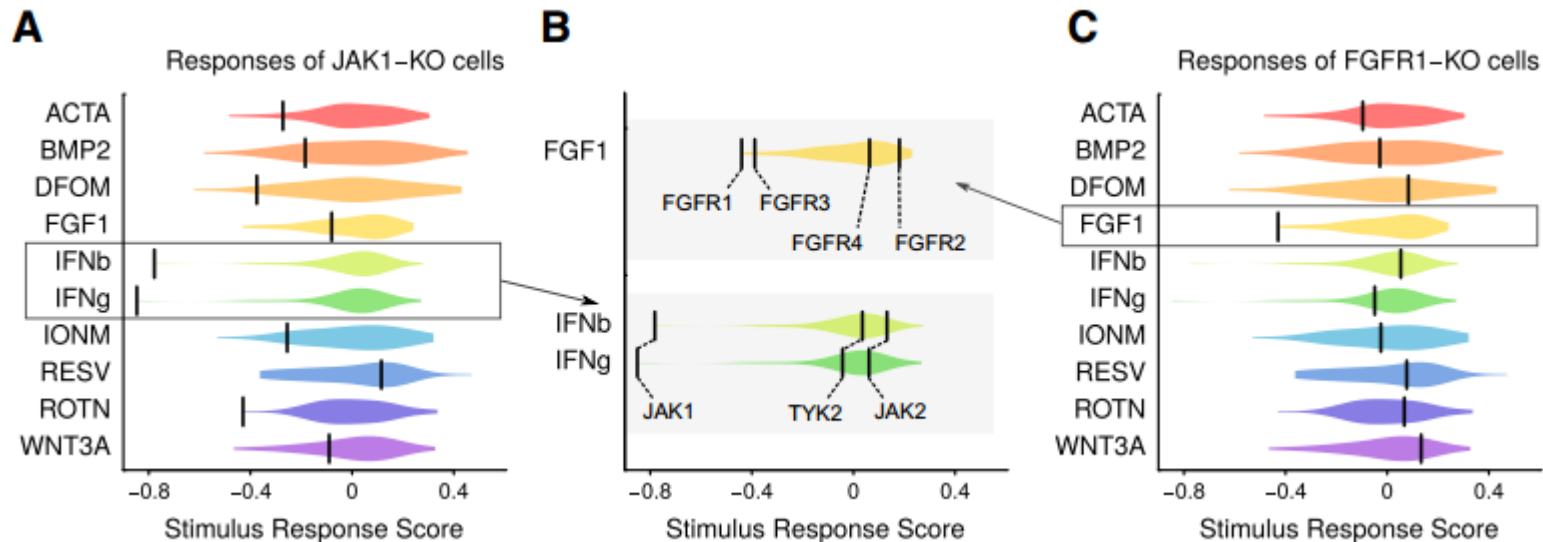 A
Responses of JAK1−KO cells
ACTA
BMP2
DFOM
FGF1
IFNb
IFNg
IONM
RESV
ROTN
WNT3A
−0.8 −0.4 0 0.4
Stimulus Response Score
B
FGF1
FGFR1 FGFR3
FGFR4 FGFR2
IFNb
IFNg
JAK1 TYK2 JAK2
−0.8 −0.4 0 0.4
Stimulus Response Score
C
Responses of FGFR1−KO cells
ACTA
BMP2
DFOM
FGF1
IFNb
IFNg
IONM
RESV
ROTN
WNT3A
−0.8 −0.4 0 0.4
Stimulus Response Score